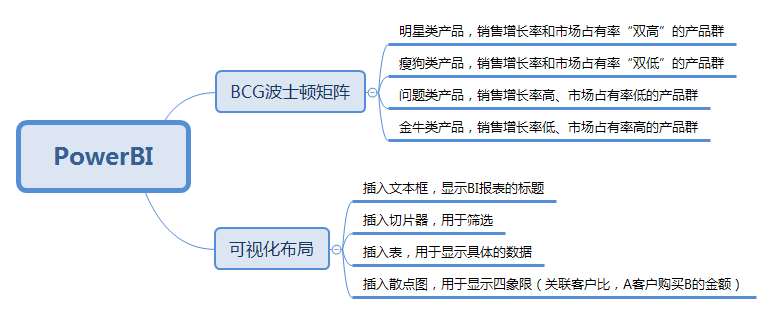 PowerBI
BCG波士顿矩阵
明星类产品，销售增长率和市场占有率“双高”的产品群
瘦狗类产品，销售增长率和市场占有率“双低”的产品群
问题类产品，销售增长率高、市场占有率低的产品群
金牛类产品，销售增长率低、市场占有率高的产品群
可视化布局
插入文本框，显示BI报表的标题
插入切片器，用于筛选
插入表，用于显示具体的数据
插入散点图，用于显示四象限（关联客户比，A客户购买B的金额）